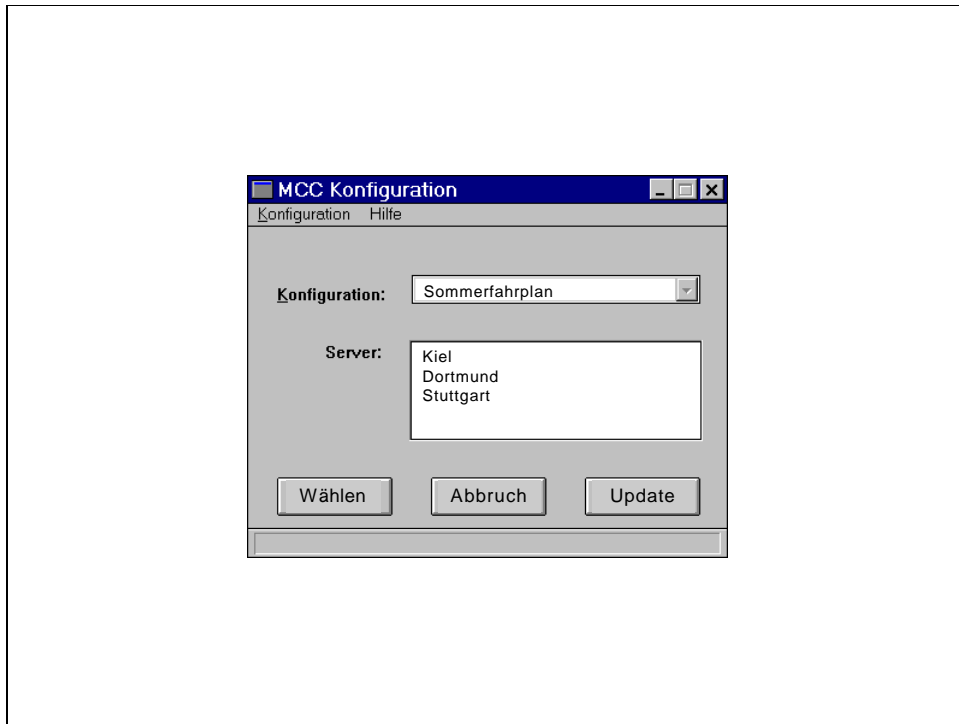 MCC Konfiguration
Konfiguration Hilfe
Konfiguration: Sommerfahrplan
Server: Kiel
Dortmund
Stuttgart
Wählen Abbruch Update